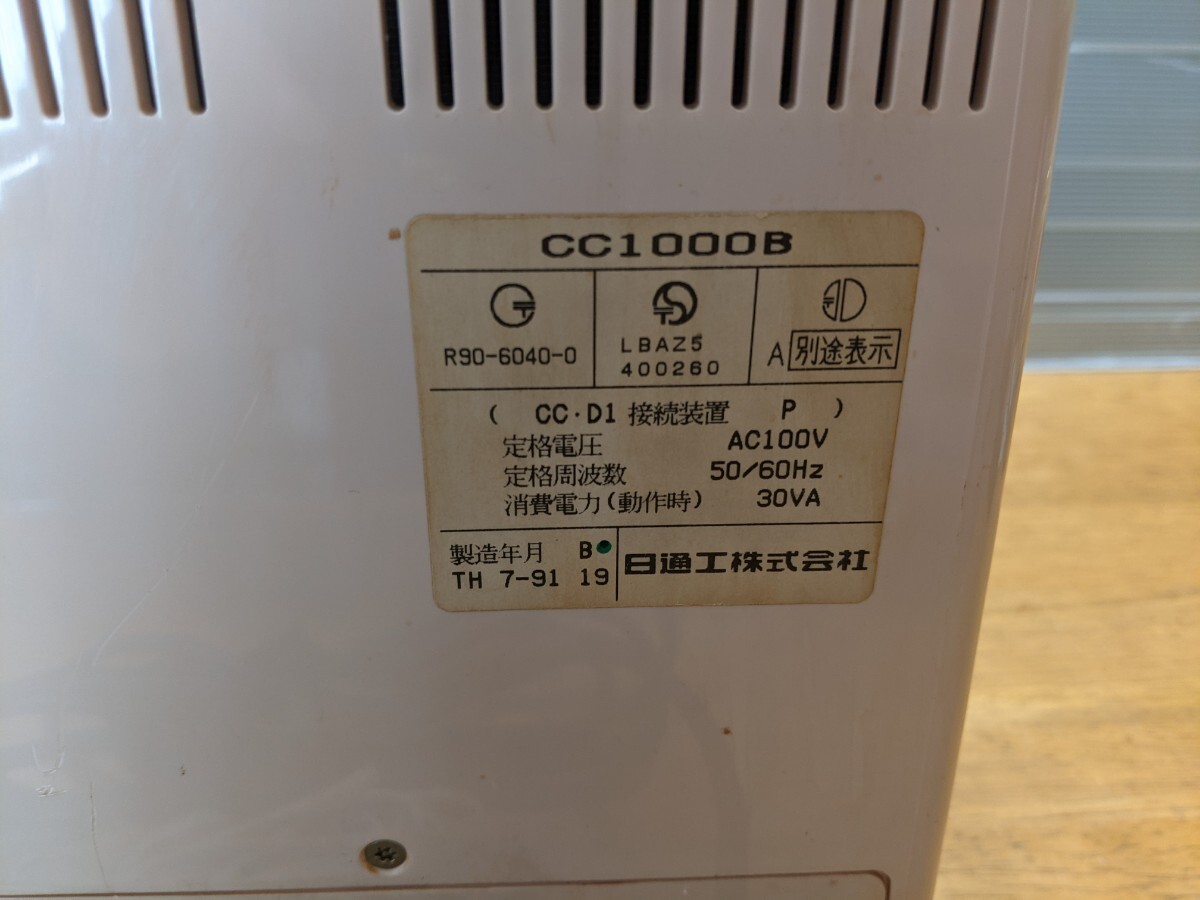 CC1000B
R90-6040-0
LBAZ5
400260
A 別途表示
( CC・D1 接続装置 P )
定格電圧 AC100V
定格周波数 50/60Hz
消費電力(動作時) 30VA
製造年月 B
TH 7-91 19
日通工株式会社